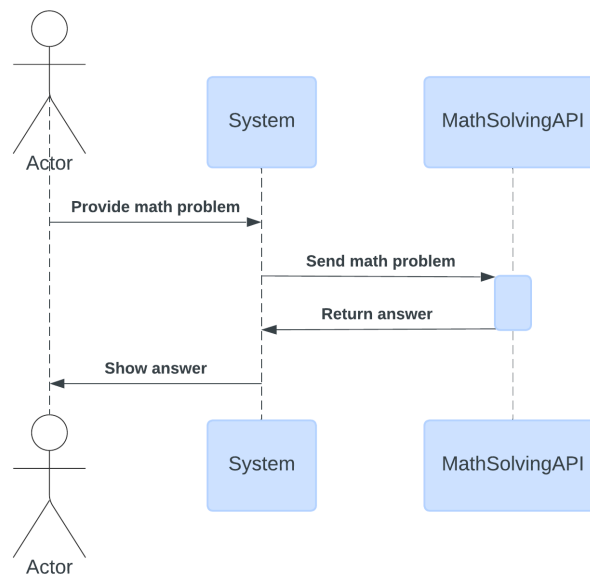 System
MathSolvingAPI
Actor
Provide math problem
Send math problem
Return answer
Show answer
System
MathSolvingAPI
Actor